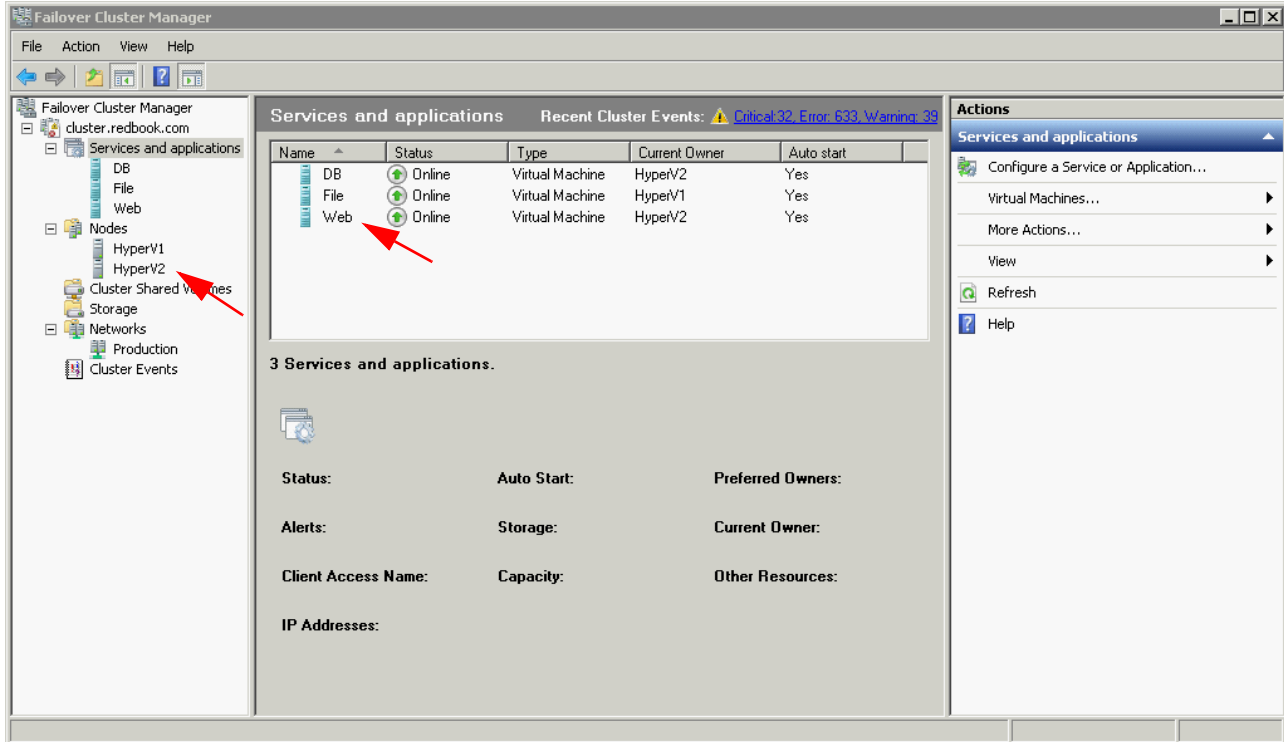 Failover Cluster Manager
File Action View Help
Failover Cluster Manager
cluster.redbook.com
Services and applications
DB
File
Web
Nodes
HyperV1
HyperV2
Cluster Shared Volumes
Storage
Networks
Production
Cluster Events
Services and applications Recent Cluster Events: Critical:32, Error: 633, Warning: 39
Name Status Type Current Owner Auto start
DB Online Virtual Machine HyperV2 Yes
File Online Virtual Machine HyperV1 Yes
Web Online Virtual Machine HyperV2 Yes
3 Services and applications.
Status: Auto Start: Preferred Owners:
Alerts: Storage: Current Owner:
Client Access Name: Capacity: Other Resources:
IP Addresses:
Actions
Services and applications
Configure a Service or Application...
Virtual Machines...
More Actions...
View
Refresh
Help